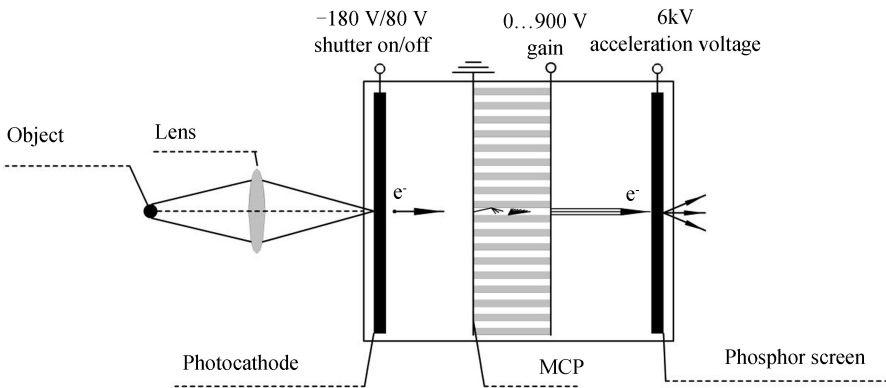 −180 V/80 V
shutter on/off
0…900 V
gain
6kV
acceleration voltage
Object
Lens
e-
e-
Photocathode
MCP
Phosphor screen